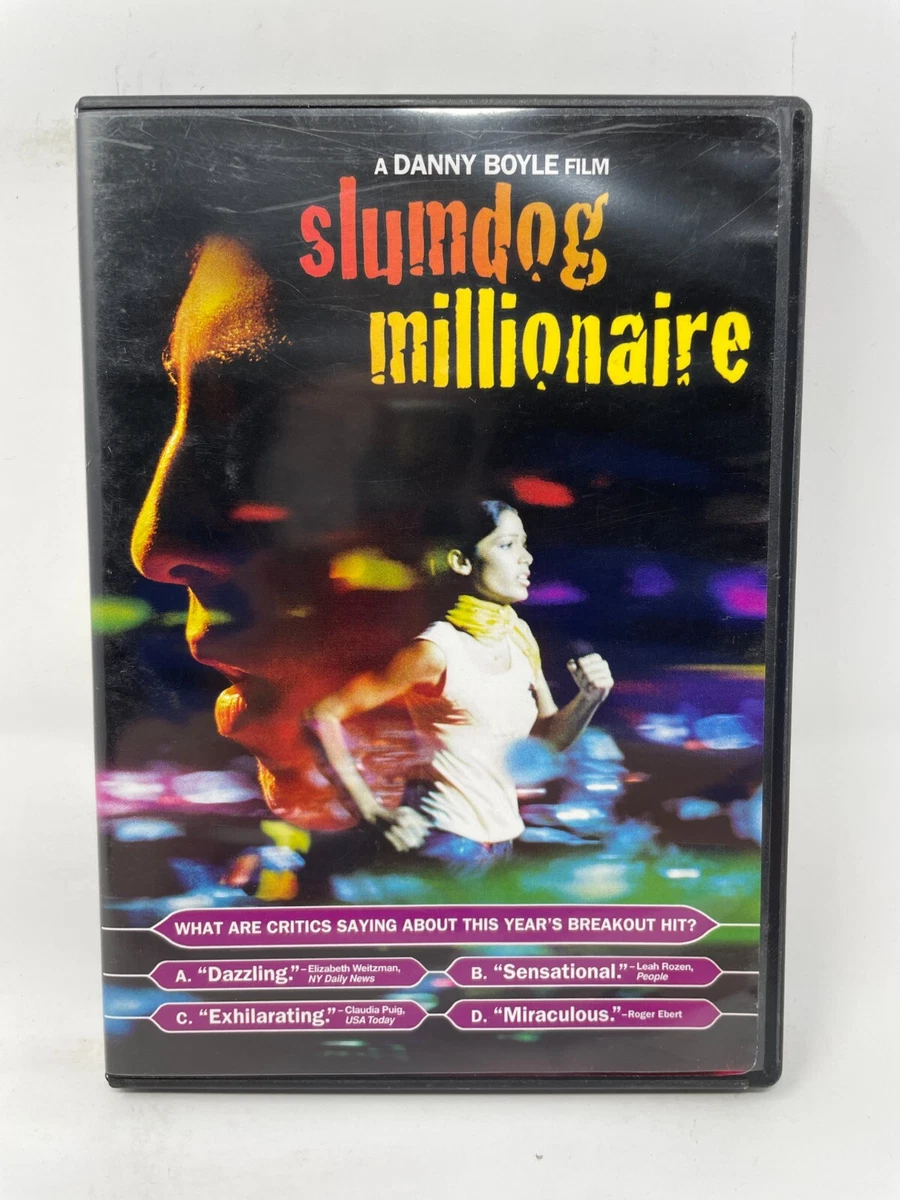 A DANNY BOYLE FILM
slumdog
millionaire
WHAT ARE CRITICS SAYING ABOUT THIS YEAR'S BREAKOUT HIT?
A. “Dazzling.” – Elizabeth Weitzman,
NY Daily News
B. “Sensational.” – Leah Rozen,
People
C. “Exhilarating.” – Claudia Puig,
USA Today
D. “Miraculous.” – Roger Ebert